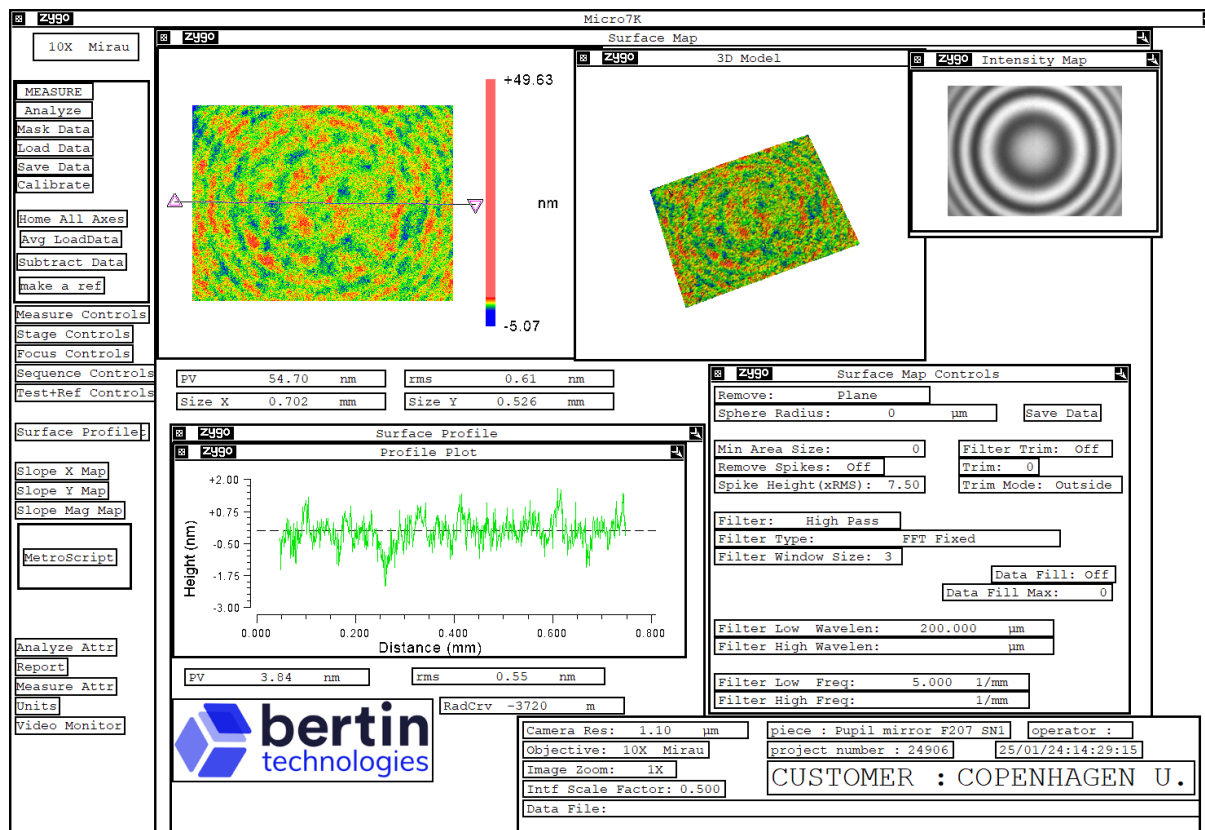 zygo Micro7K
10X Mirau
MEASURE
Analyze
Mask Data
Load Data
Save Data
Calibrate
Home All Axes
Avg LoadData
Subtract Data
make a ref
Measure Controls
Stage Controls
Focus Controls
Sequence Controls
Test+Ref Controls
Surface Profile
Slope X Map
Slope Y Map
Slope Mag Map
MetroScript
Analyze Attr
Report
Measure Attr
Units
Video Monitor
zygo Surface Map
+49.63
nm
-5.07
zygo 3D Model
zygo Intensity Map
PV 54.70 nm
rms 0.61 nm
Size X 0.702 mm
Size Y 0.526 mm
zygo Surface Profile
zygo Profile Plot
Height (nm)
+2.00
+0.75
-0.50
-1.75
-3.00
0.000 0.200 0.400 0.600 0.800
Distance (mm)
PV 3.84 nm
rms 0.55 nm
RadCrv -3720 m
bertin
technologies
zygo Surface Map Controls
Remove: Plane
Sphere Radius: 0 µm
Save Data
Min Area Size: 0
Filter Trim: Off
Remove Spikes: Off
Trim: 0
Spike Height(xRMS): 7.50
Trim Mode: Outside
Filter: High Pass
Filter Type: FFT Fixed
Filter Window Size: 3
Data Fill: Off
Data Fill Max: 0
Filter Low Wavelen: 200.000 µm
Filter High Wavelen: µm
Filter Low Freq: 5.000 1/mm
Filter High Freq: 1/mm
Camera Res: 1.10 µm
piece : Pupil mirror F207 SN1
operator :
Objective: 10X Mirau
project number : 24906
25/01/24:14:29:15
Image Zoom: 1X
CUSTOMER : COPENHAGEN U.
Intf Scale Factor: 0.500
Data File: